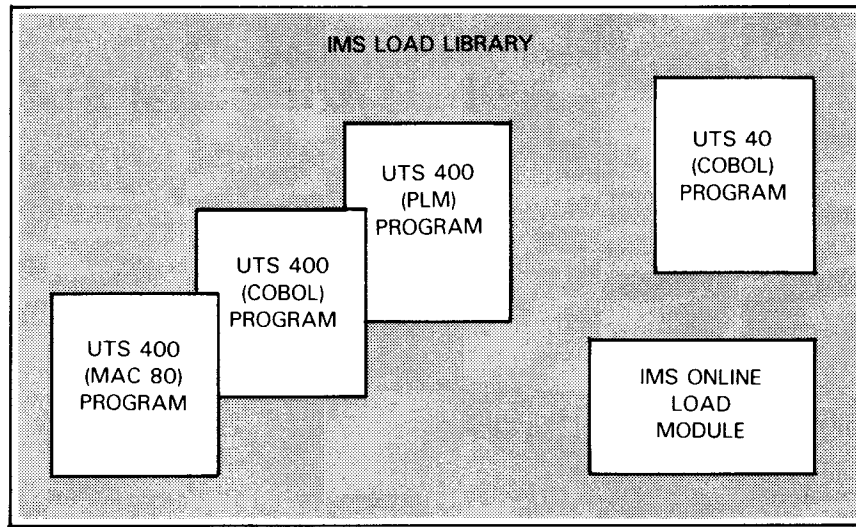 IMS LOAD LIBRARY
UTS 400
(PLM)
PROGRAM
UTS 40
(COBOL)
PROGRAM
UTS 400
(COBOL)
PROGRAM
UTS 400
(MAC 80)
PROGRAM
IMS ONLINE
LOAD
MODULE